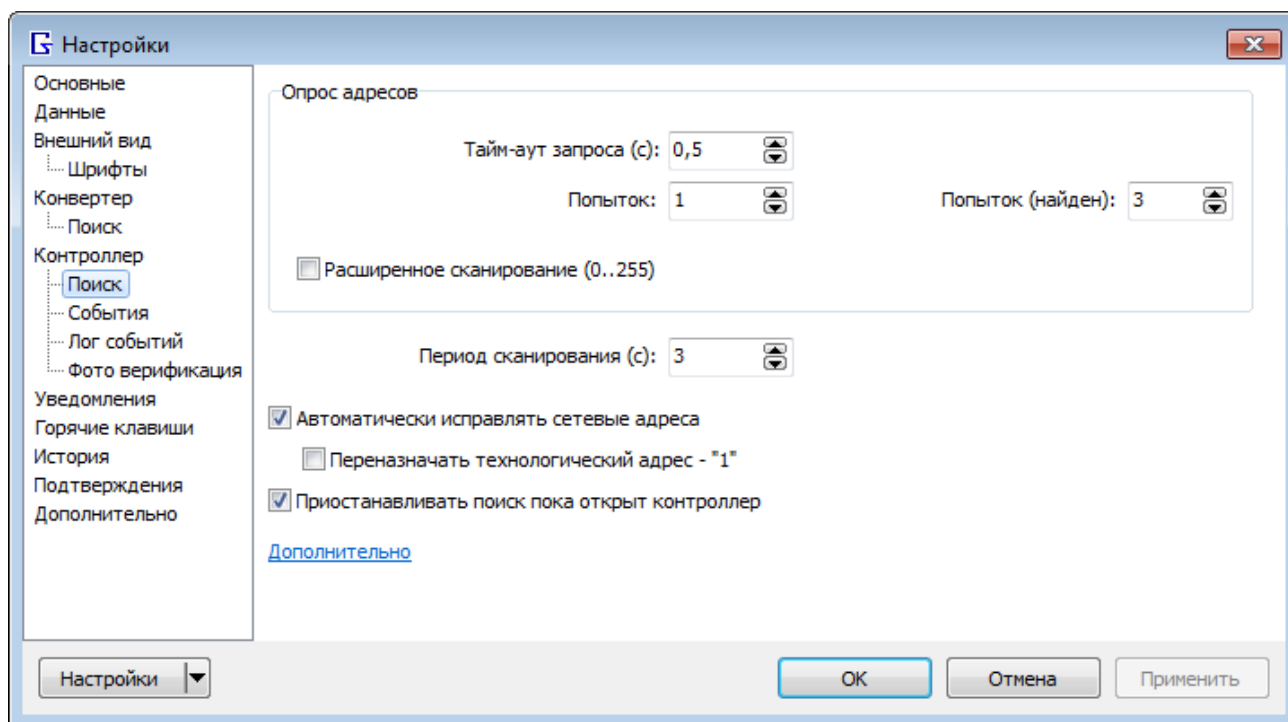 Настройки
Основные
Данные
Внешний вид
Шрифты
Конвертер
Поиск
Контроллер
Поиск
События
Лог событий
Фото верификация
Уведомления
Горячие клавиши
История
Подтверждения
Дополнительно
Опрос адресов
Тайм-аут запроса (с): 0,5
Попыток: 1 Попыток (найден): 3
Расширенное сканирование (0..255)
Период сканирования (с): 3
Автоматически исправлять сетевые адреса
Переназначать технологический адрес - "1"
Приостанавливать поиск пока открыт контроллер
Дополнительно
Настройки OK Отмена Применить